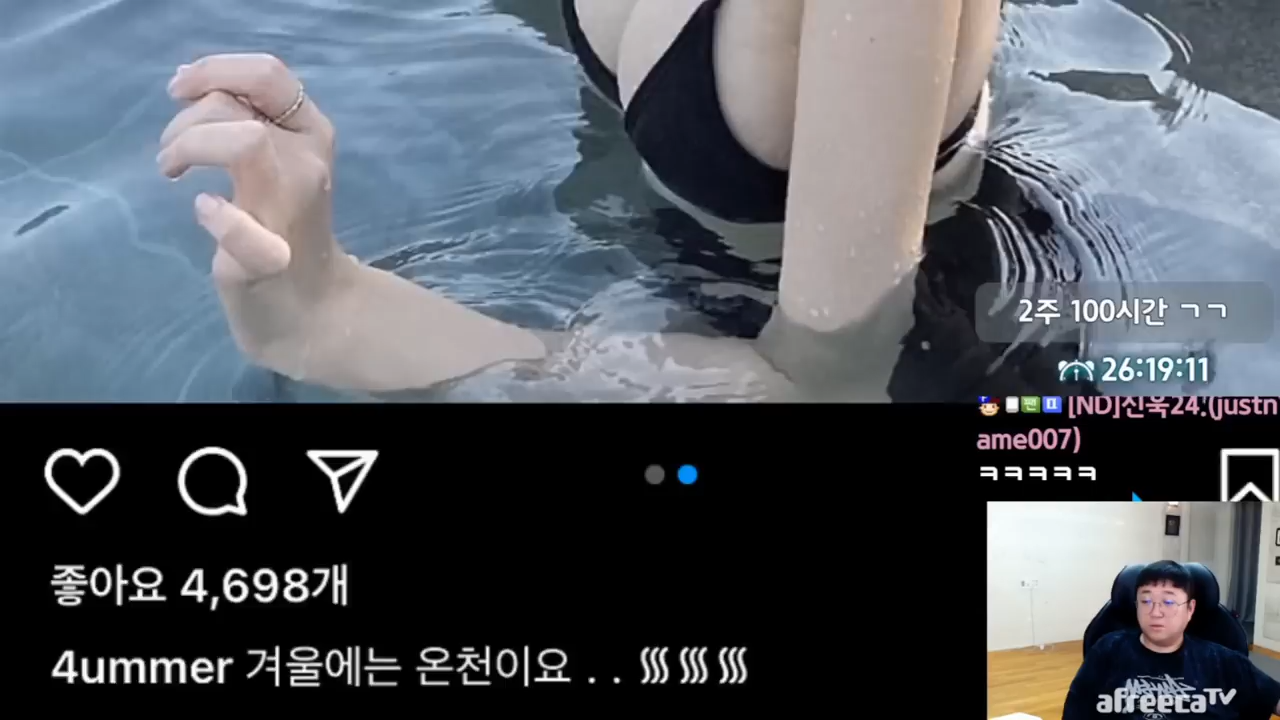 2주 100시간 ㄱㄱ
26:19:11
[ND]신욱24.(justn
ame007)
ㅋㅋㅋㅋㅋ
좋아요 4,698개
4ummer 겨울에는 온천이요 . .
afreecaTV